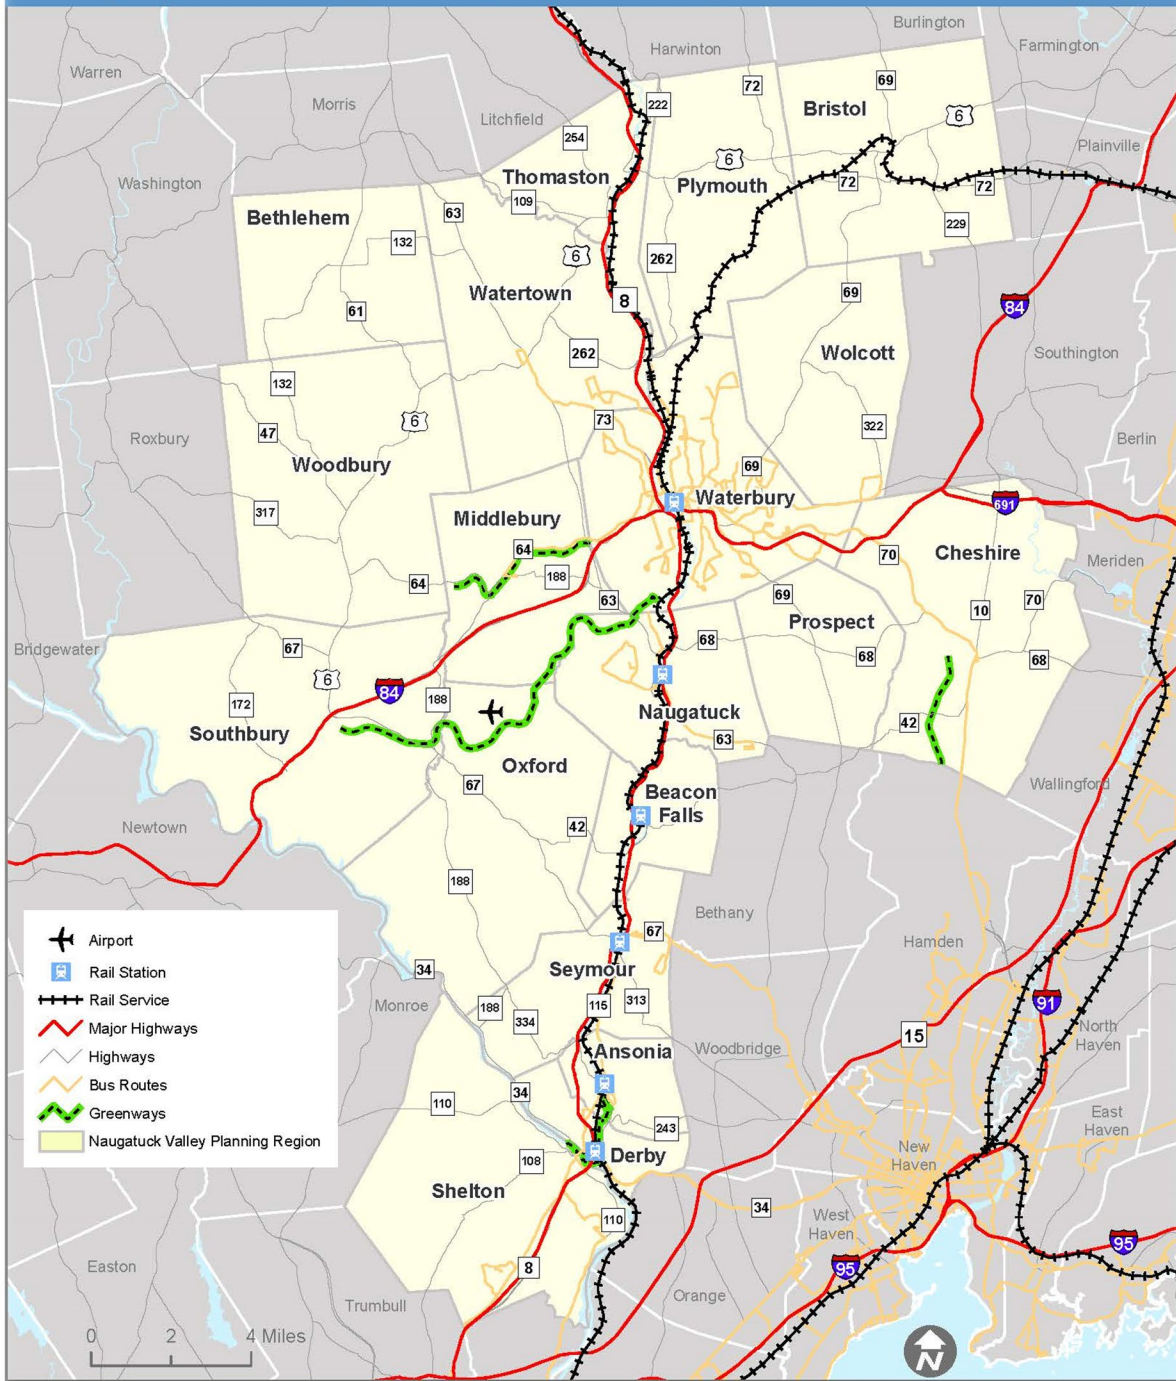 Burlington
Harwinton
Farmington
Warren
69
72
222
Morris
Bristol
6
Litchfield
254
Plainville
6
Thomaston
Plymouth
72
72
Washington
109
Bethlehem
63
229
132
6
262
Watertown
69
8
84
61
Wolcott
Southington
262
132
6
73
322
47
Roxbury
Berlin
Woodbury
69
Waterbury
691
317
Middlebury
64
70
Cheshire
Meriden
188
64
63
69
10
70
Prospect
68
Bridgewater
67
68
68
6
84
188
172
Naugatuck
42
Southbury
63
Oxford
67
Beacon
Falls
Wallingford
42
Newtown
188
Bethany
67
Hamden
34
Seymour
Monroe
188
115
313
91
334
15
North
Haven
Ansonia
Woodbridge
34
110
East
Haven
243
New
Haven
108
Derby
Shelton
34
110
West
Haven
95
95
8
Easton
Orange
Trumbull
Airport
Rail Station
Rail Service
Major Highways
Highways
Bus Routes
Greenways
Naugatuck Valley Planning Region
0 2 4 Miles
N